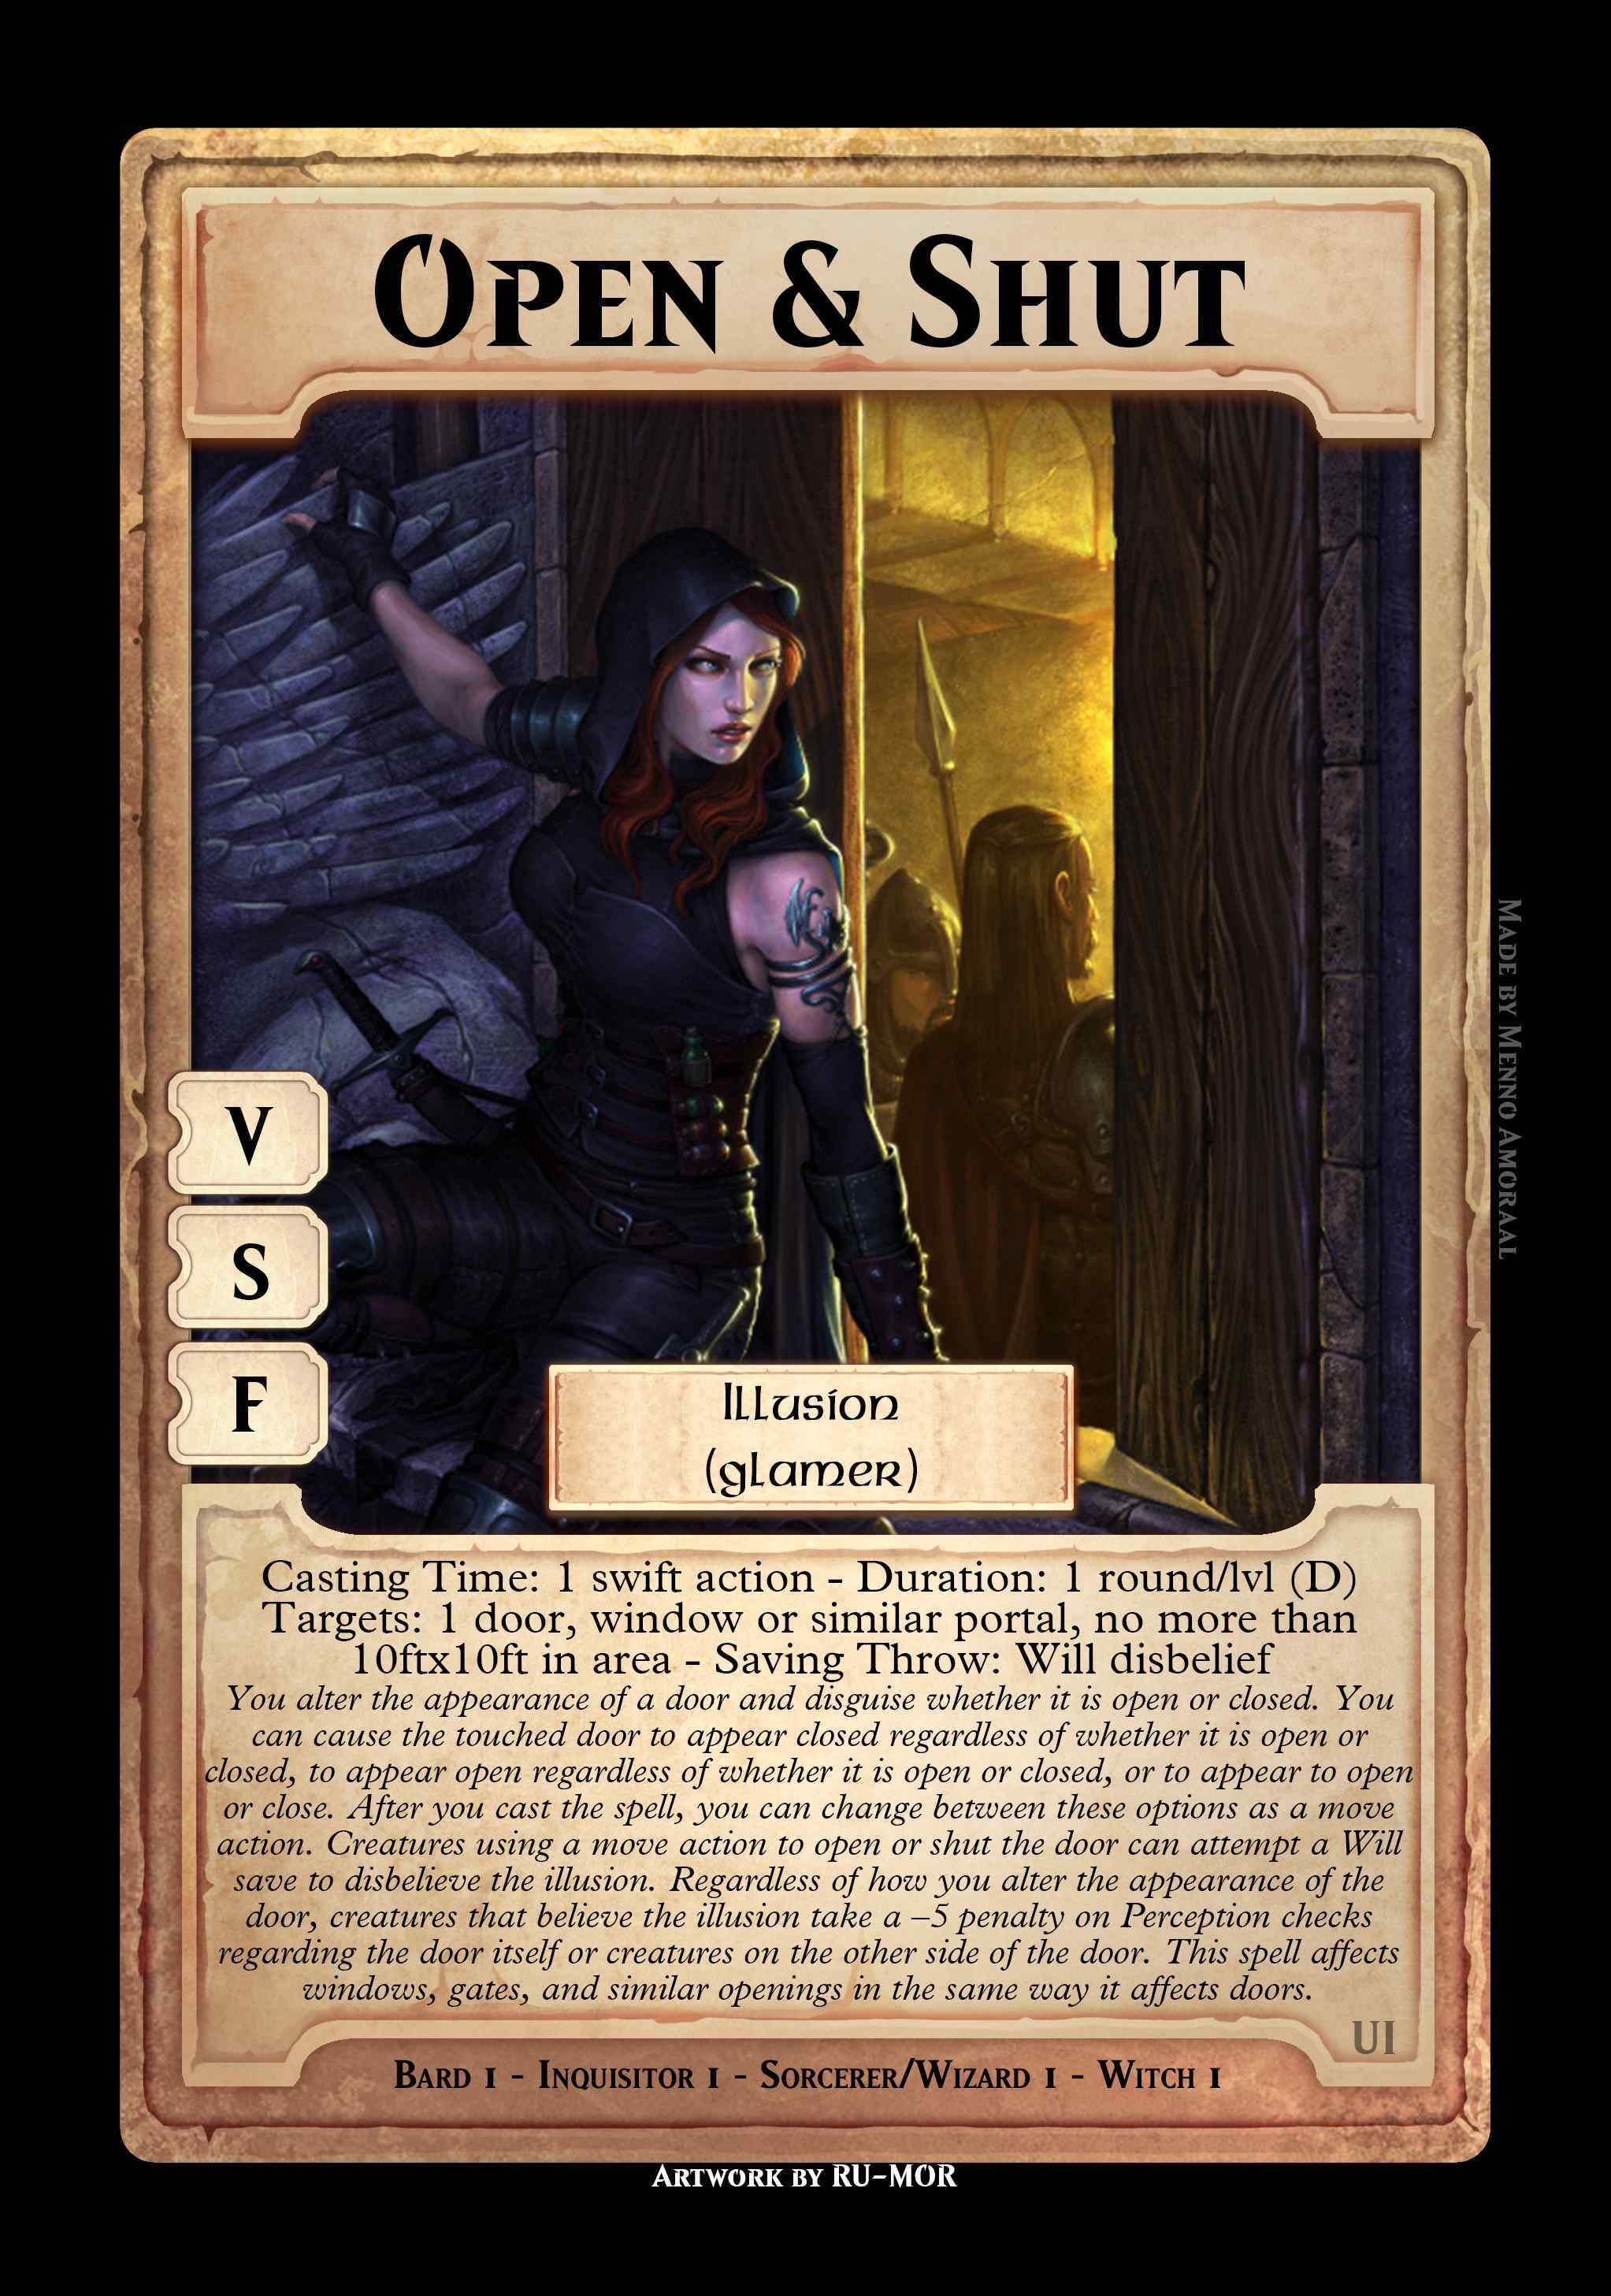 Open & Shut
V
S
F
Illusion
(glamer)
Casting Time: 1 swift action - Duration: 1 round/lvl (D)
Targets: 1 door, window or similar portal, no more than
10ftx10ft in area - Saving Throw: Will disbelief
You alter the appearance of a door and disguise whether it is open or closed. You
can cause the touched door to appear closed regardless of whether it is open or
closed, to appear open regardless of whether it is open or closed, or to appear to open
or close. After you cast the spell, you can change between these options as a move
action. Creatures using a move action to open or shut the door can attempt a Will
save to disbelieve the illusion. Regardless of how you alter the appearance of the
door, creatures that believe the illusion take a –5 penalty on Perception checks
regarding the door itself or creatures on the other side of the door. This spell affects
windows, gates, and similar openings in the same way it affects doors.
UI
Bard 1 - Inquisitor 1 - Sorcerer/Wizard 1 - Witch 1
Artwork by RU-MOR
Made by Menno Amoraal